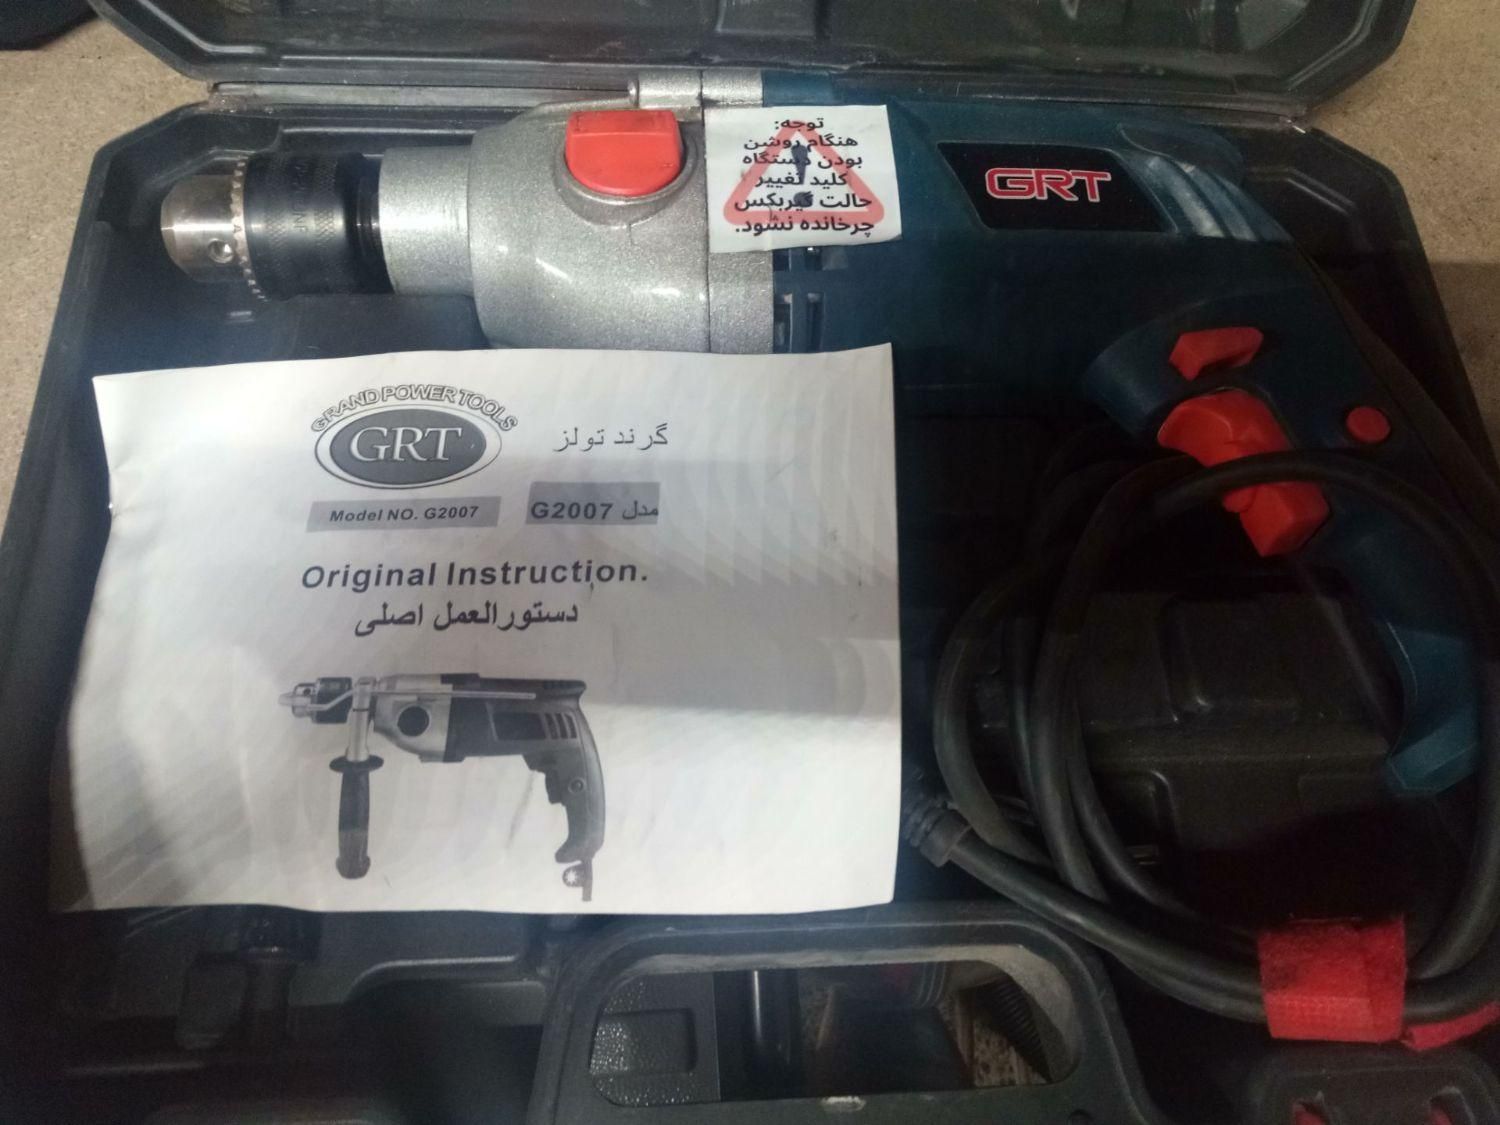 توجه:
هنگام روشن
بودن دستگاه
کلید تغییر
حالت گیربکس
چرخانده نشود.
GRT
GRAND POWER TOOLS
GRT
گرند تولز
Model NO. G2007
مدل G2007
Original Instruction.
دستورالعمل اصلی